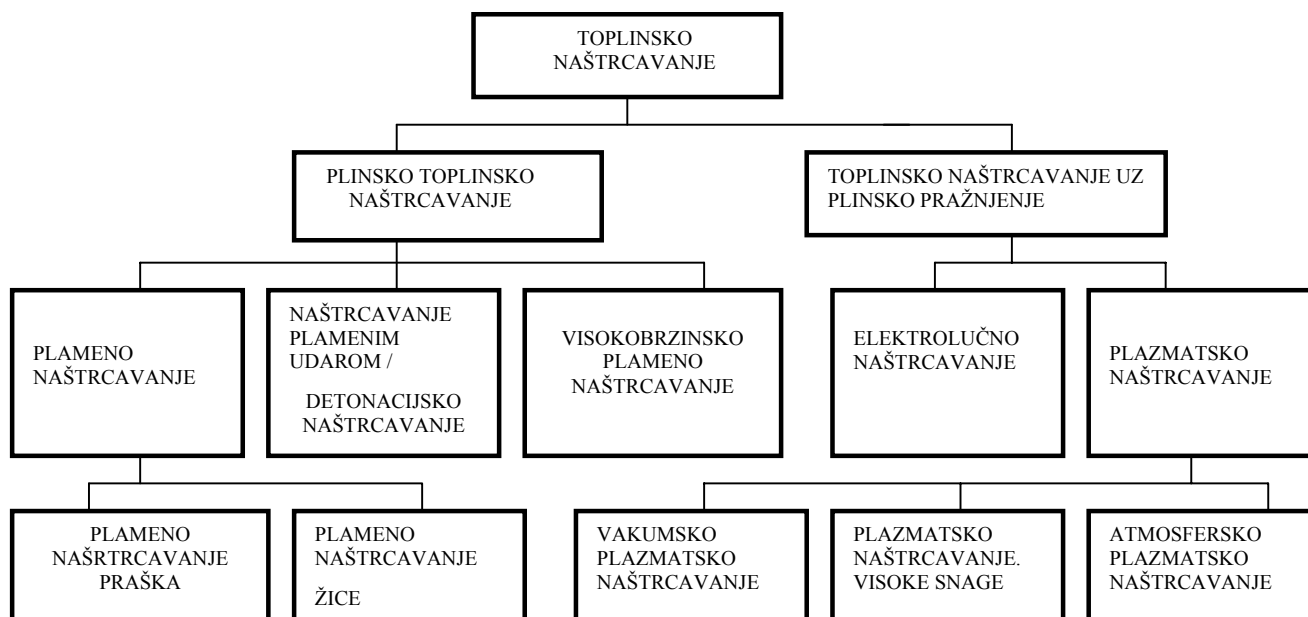 TOPLINSKO
NAŠTRCAVANJE
PLINSKO TOPLINSKO
NAŠTRCAVANJE
TOPLINSKO NAŠTRCAVANJE UZ
PLINSKO PRAŽNJENJE
PLAMENO
NAŠTRCAVANJE
NAŠTRCAVANJE
PLAMENIM
UDAROM /
DETONACIJSKO
NAŠTRCAVANJE
VISOKOBRZINSKO
PLAMENO
NAŠTRCAVANJE
ELEKTROLUČNO
NAŠTRCAVANJE
PLAZMATSKO
NAŠTRCAVANJE
PLAMENO
NAŠRTRCAVANJE
PRAŠKA
PLAMENO
NAŠTRCAVANJE
ŽICE
VAKUMSKO
PLAZMATSKO
NAŠTRCAVANJE
PLAZMATSKO
NAŠTRCAVANJE.
VISOKE SNAGE
ATMOSFERSKO
PLAZMATSKO
NAŠTRCAVANJE